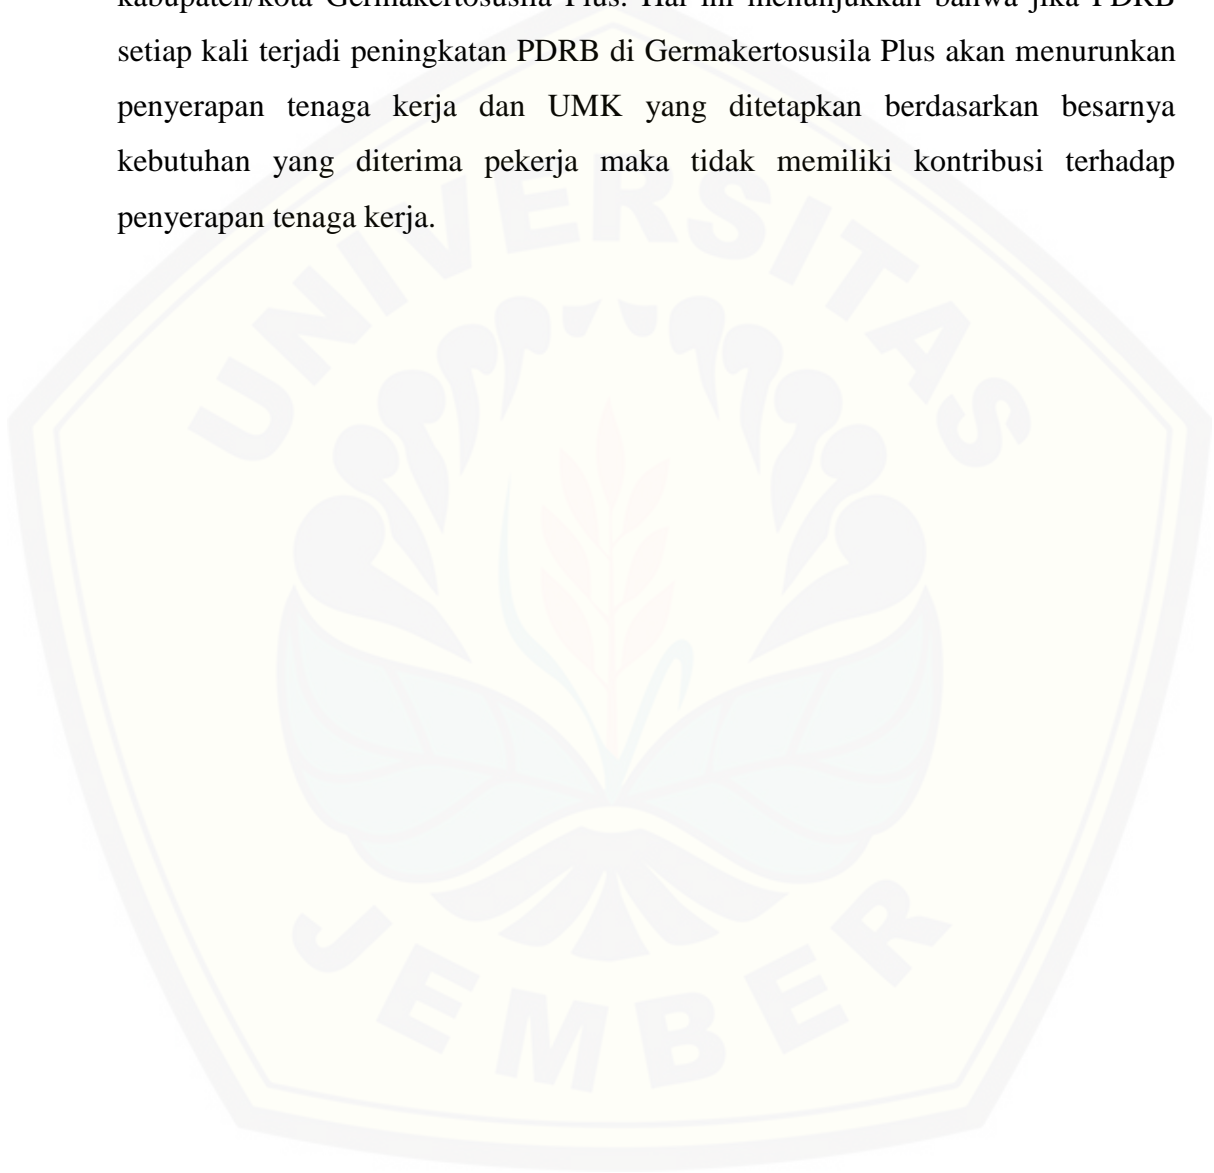 kabupaten/kota Germakertosusila Plus. Hal ini menunjukkan bahwa jika PDRB
setiap kali terjadi peningkatan PDRB di Germakertosusila Plus akan menurunkan
penyerapan tenaga kerja dan UMK yang ditetapkan berdasarkan besarnya
kebutuhan yang diterima pekerja maka tidak memiliki kontribusi terhadap
penyerapan tenaga kerja.
UNIVERSITAS
JEMBER